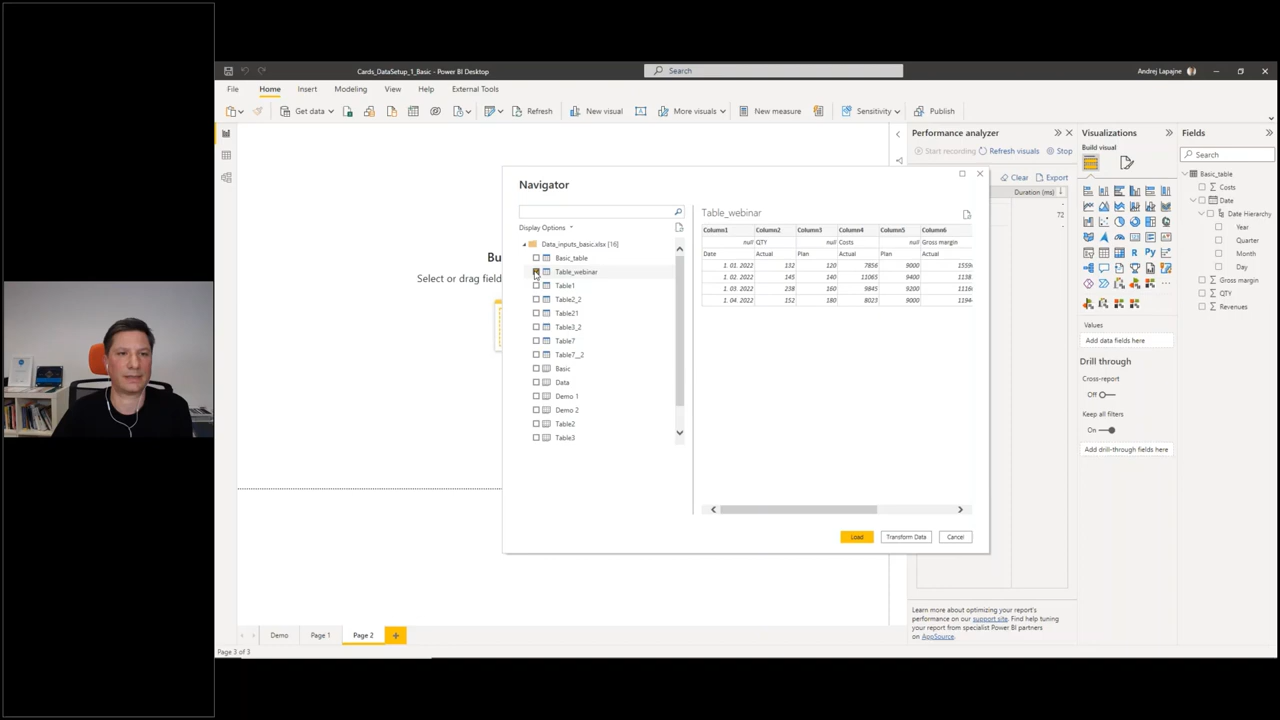 Cards_DataSetup_1_Basic - Power BI Desktop
Search
Andrej Lapajne
File Home Insert Modeling View Help External Tools
Get data Refresh New visual More visuals New measure Sensitivity Publish
Performance analyzer
Start recording Refresh visuals Stop
Clear Export
Duration (ms)
-
72
-
-
Bu
Select or drag field
Navigator
Display Options
Data_inputs_basic.xlsx [16]
Basic_table
Table_webinar
Table1
Table2_2
Table21
Table3_2
Table7
Table7__2
Basic
Data
Demo 1
Demo 2
Table2
Table3
Table_webinar
Column1 Column2 Column3 Column4 Column5 Column6
null QTY null Costs null Gross margin
Date Actual Plan Actual Plan Actual
1. 01. 2022 132 120 7856 9000 1559
1. 02. 2022 145 140 11065 9400 1138
1. 03. 2022 238 160 9845 9200 1116
1. 04. 2022 152 180 8023 9000 1194
Load Transform Data Cancel
Learn more about optimizing your report's
performance on our support site. Find help tuning
your report from specialist Power BI partners
on AppSource.
Visualizations
Build visual
Values
Add data fields here
Drill through
Cross-report
Off
Keep all filters
On
Add drill-through fields here
Fields
Search
Basic_table
Costs
Date
Date Hierarchy
Year
Quarter
Month
Day
Gross margin
QTY
Revenues
Demo Page 1 Page 2
Page 3 of 3